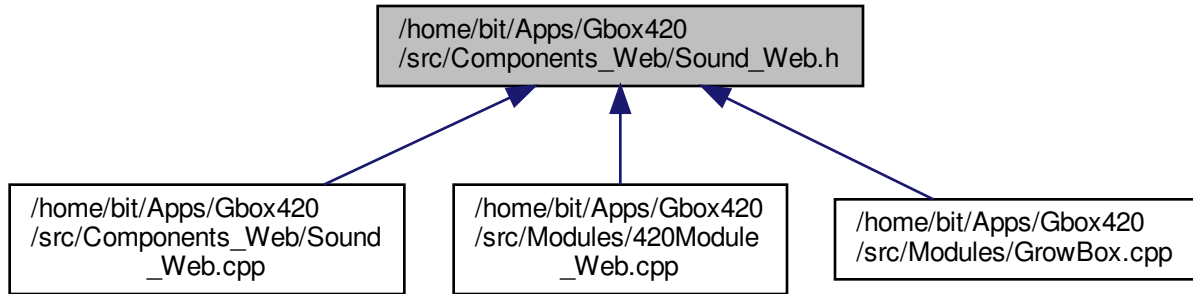 /home/bit/Apps/Gbox420
/src/Components_Web/Sound_Web.h
/home/bit/Apps/Gbox420
/src/Components_Web/Sound
_Web.cpp
/home/bit/Apps/Gbox420
/src/Modules/420Module
_Web.cpp
/home/bit/Apps/Gbox420
/src/Modules/GrowBox.cpp